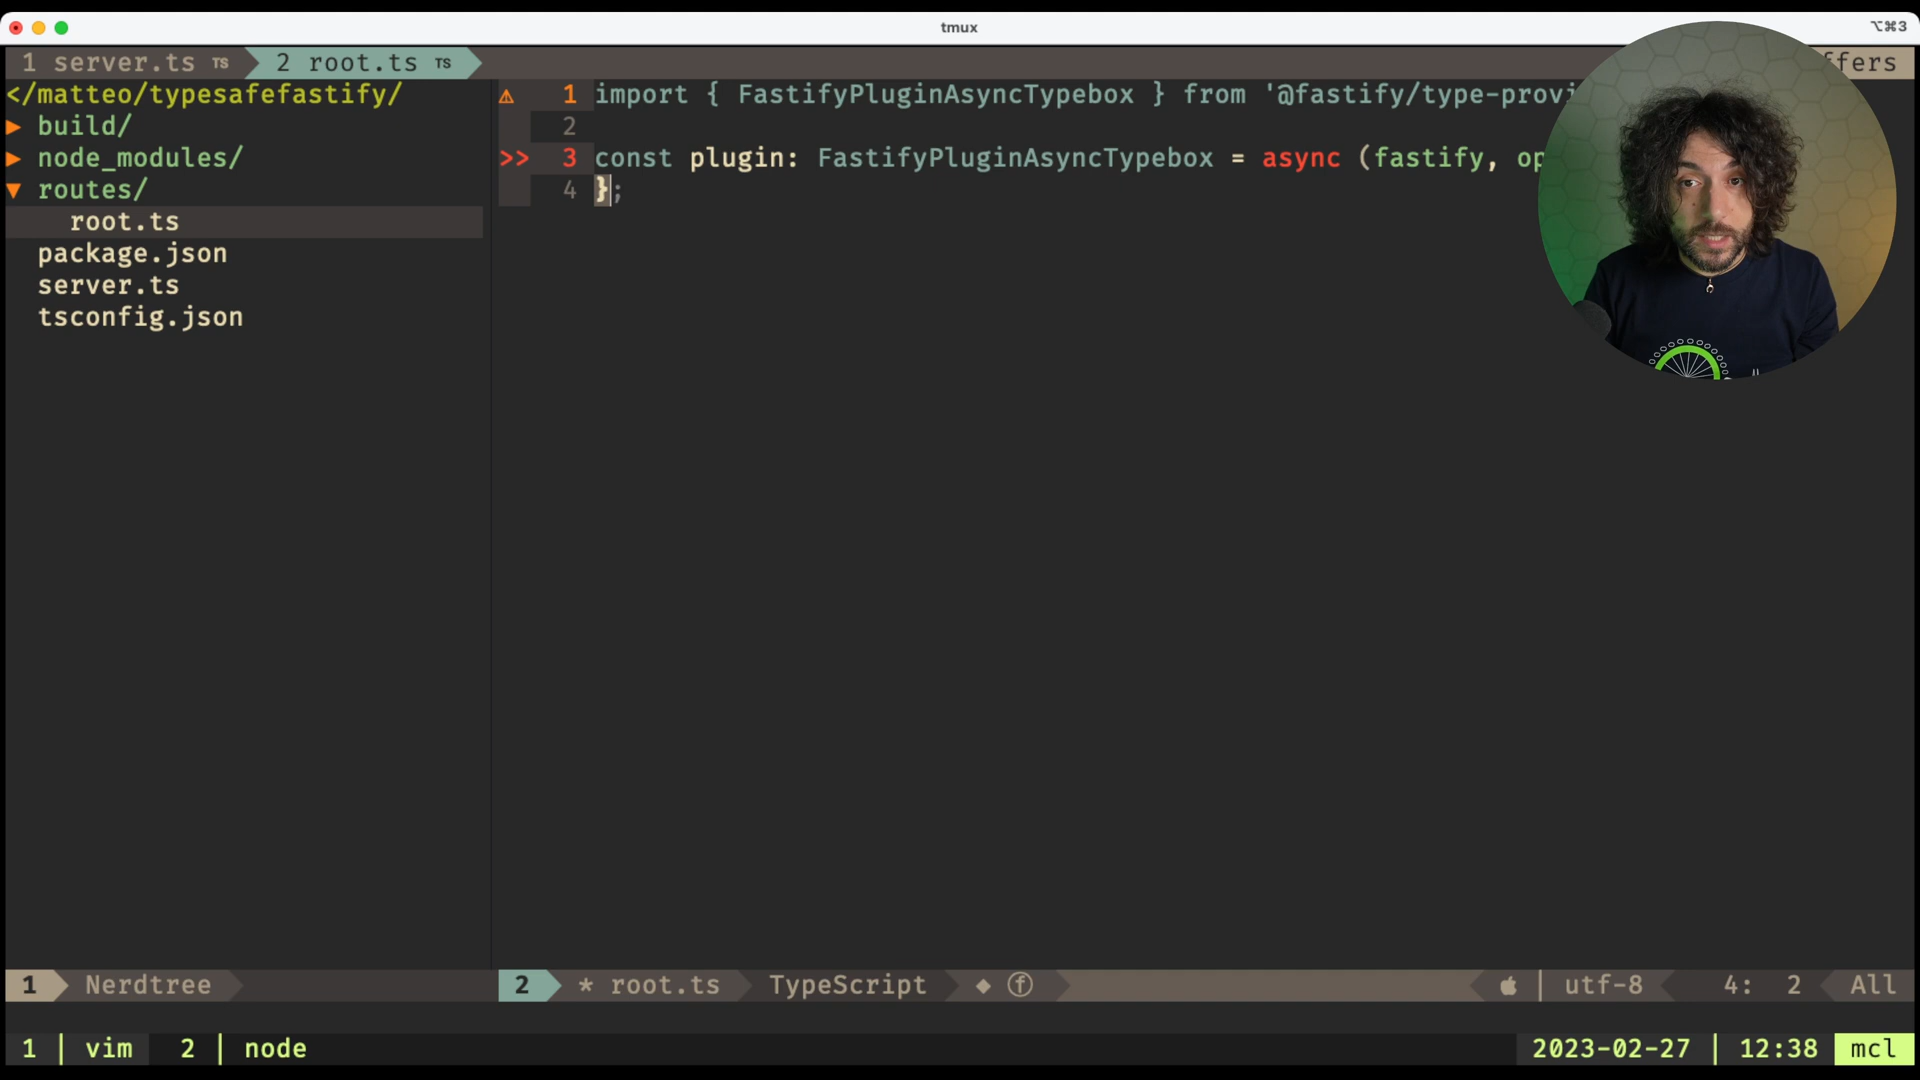 tmux
⌥⌘3
1 server.ts TS 2 root.ts TS ffers
</matteo/typesafefastify/
▸ build/
▸ node_modules/
▾ routes/
root.ts
package.json
server.ts
tsconfig.json
⚠ 1 import { FastifyPluginAsyncTypebox } from '@fastify/type-provi
2
>> 3 const plugin: FastifyPluginAsyncTypebox = async (fastify, op
4 };
1 Nerdtree
2 * root.ts TypeScript ◆ ⓕ | utf-8 4: 2 All
1 | vim 2 | node 2023-02-27 | 12:38 mcl